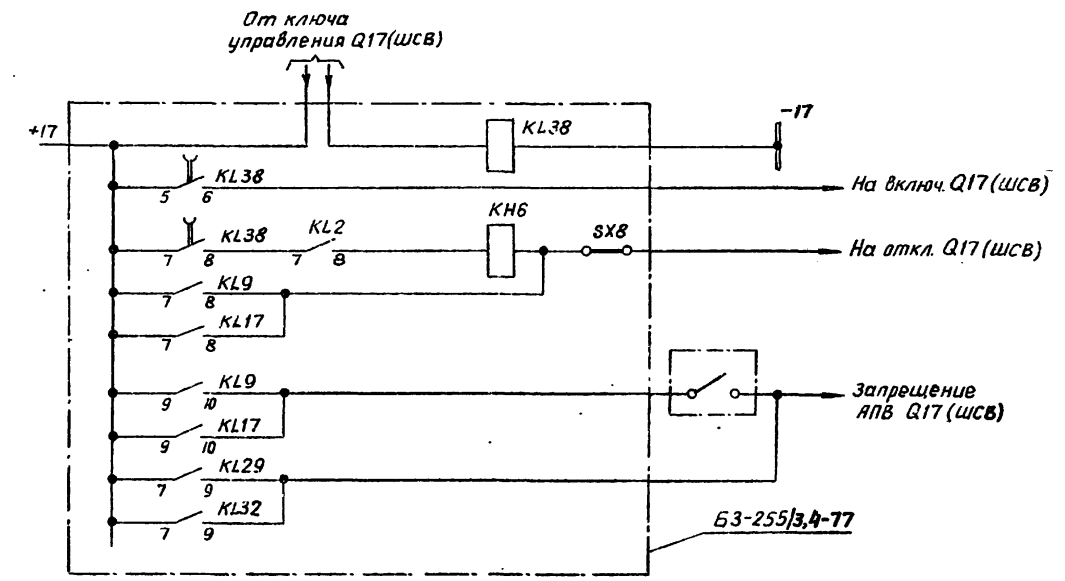 От ключа
управления Q17(ШСВ)
+17
KL38
-17
KL38
5 6
На включ. Q17(ШСВ)
KH6
SX8
KL38
KL2
7 8
7 8
На откл. Q17(ШСВ)
KL9
7 8
KL17
7 8
KL9
9 10
Запрещение
АПВ Q17(ШСВ)
KL17
9 10
KL29
7 9
KL32
7 9
БЗ-255/3,4-77